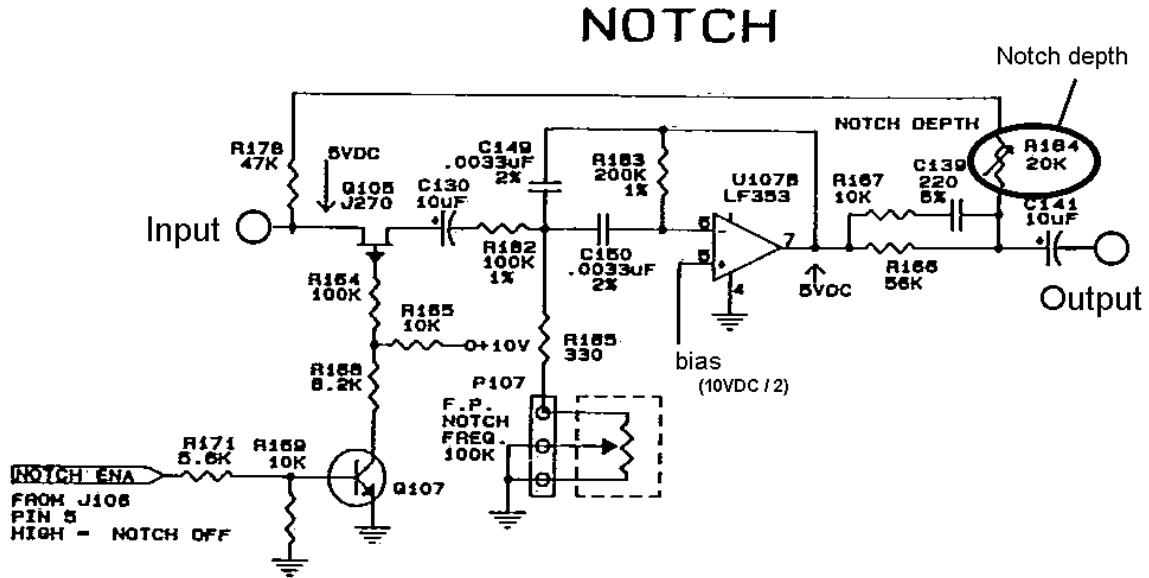 NOTCH
Notch depth
NOTCH DEPTH
R178
47K
5VDC
Q105
J270
C130
10uF
C149
.0033uF
2%
R183
200K
1%
U107B
LF353
R167
10K
C139
220
5%
R184
20K
C141
10uF
Input
R182
100K
1%
C150
.0033uF
2%
6
-
5
+
7
4
5VDC
R166
56K
Output
R164
100K
R165
10K
+10V
R185
330
bias
(10VDC / 2)
R168
8.2K
P107
F.P.
NOTCH
FREQ.
100K
R171
5.6K
R169
10K
Q107
NOTCH ENA
FROM J106
PIN 5
HIGH - NOTCH OFF